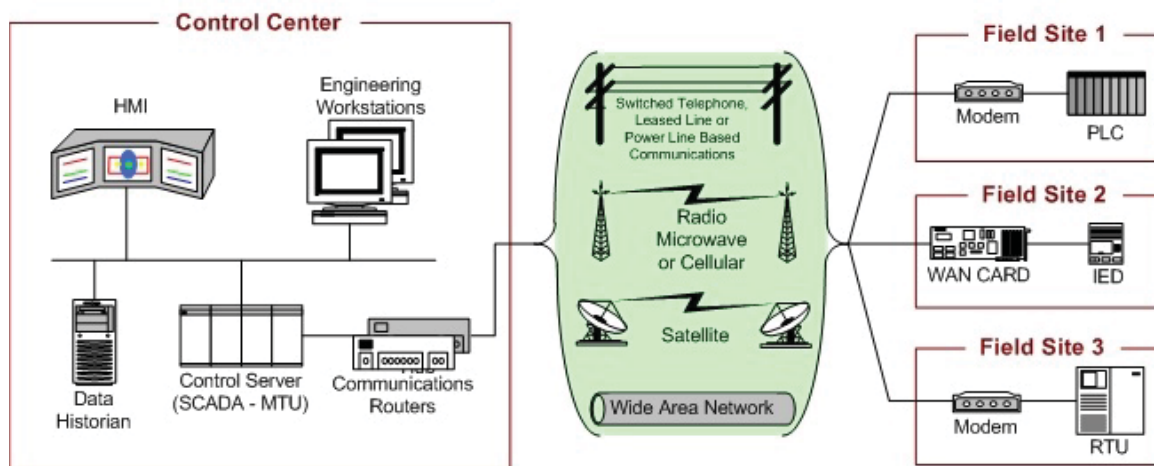 Control Center
HMI
Engineering
Workstations
Data
Historian
Control Server
(SCADA - MTU)
Communications
Routers
Switched Telephone,
Leased Line or
Power Line Based
Communications
Radio
Microwave
or Cellular
Satellite
Wide Area Network
Field Site 1
Modem
PLC
Field Site 2
WAN CARD
IED
Field Site 3
Modem
RTU